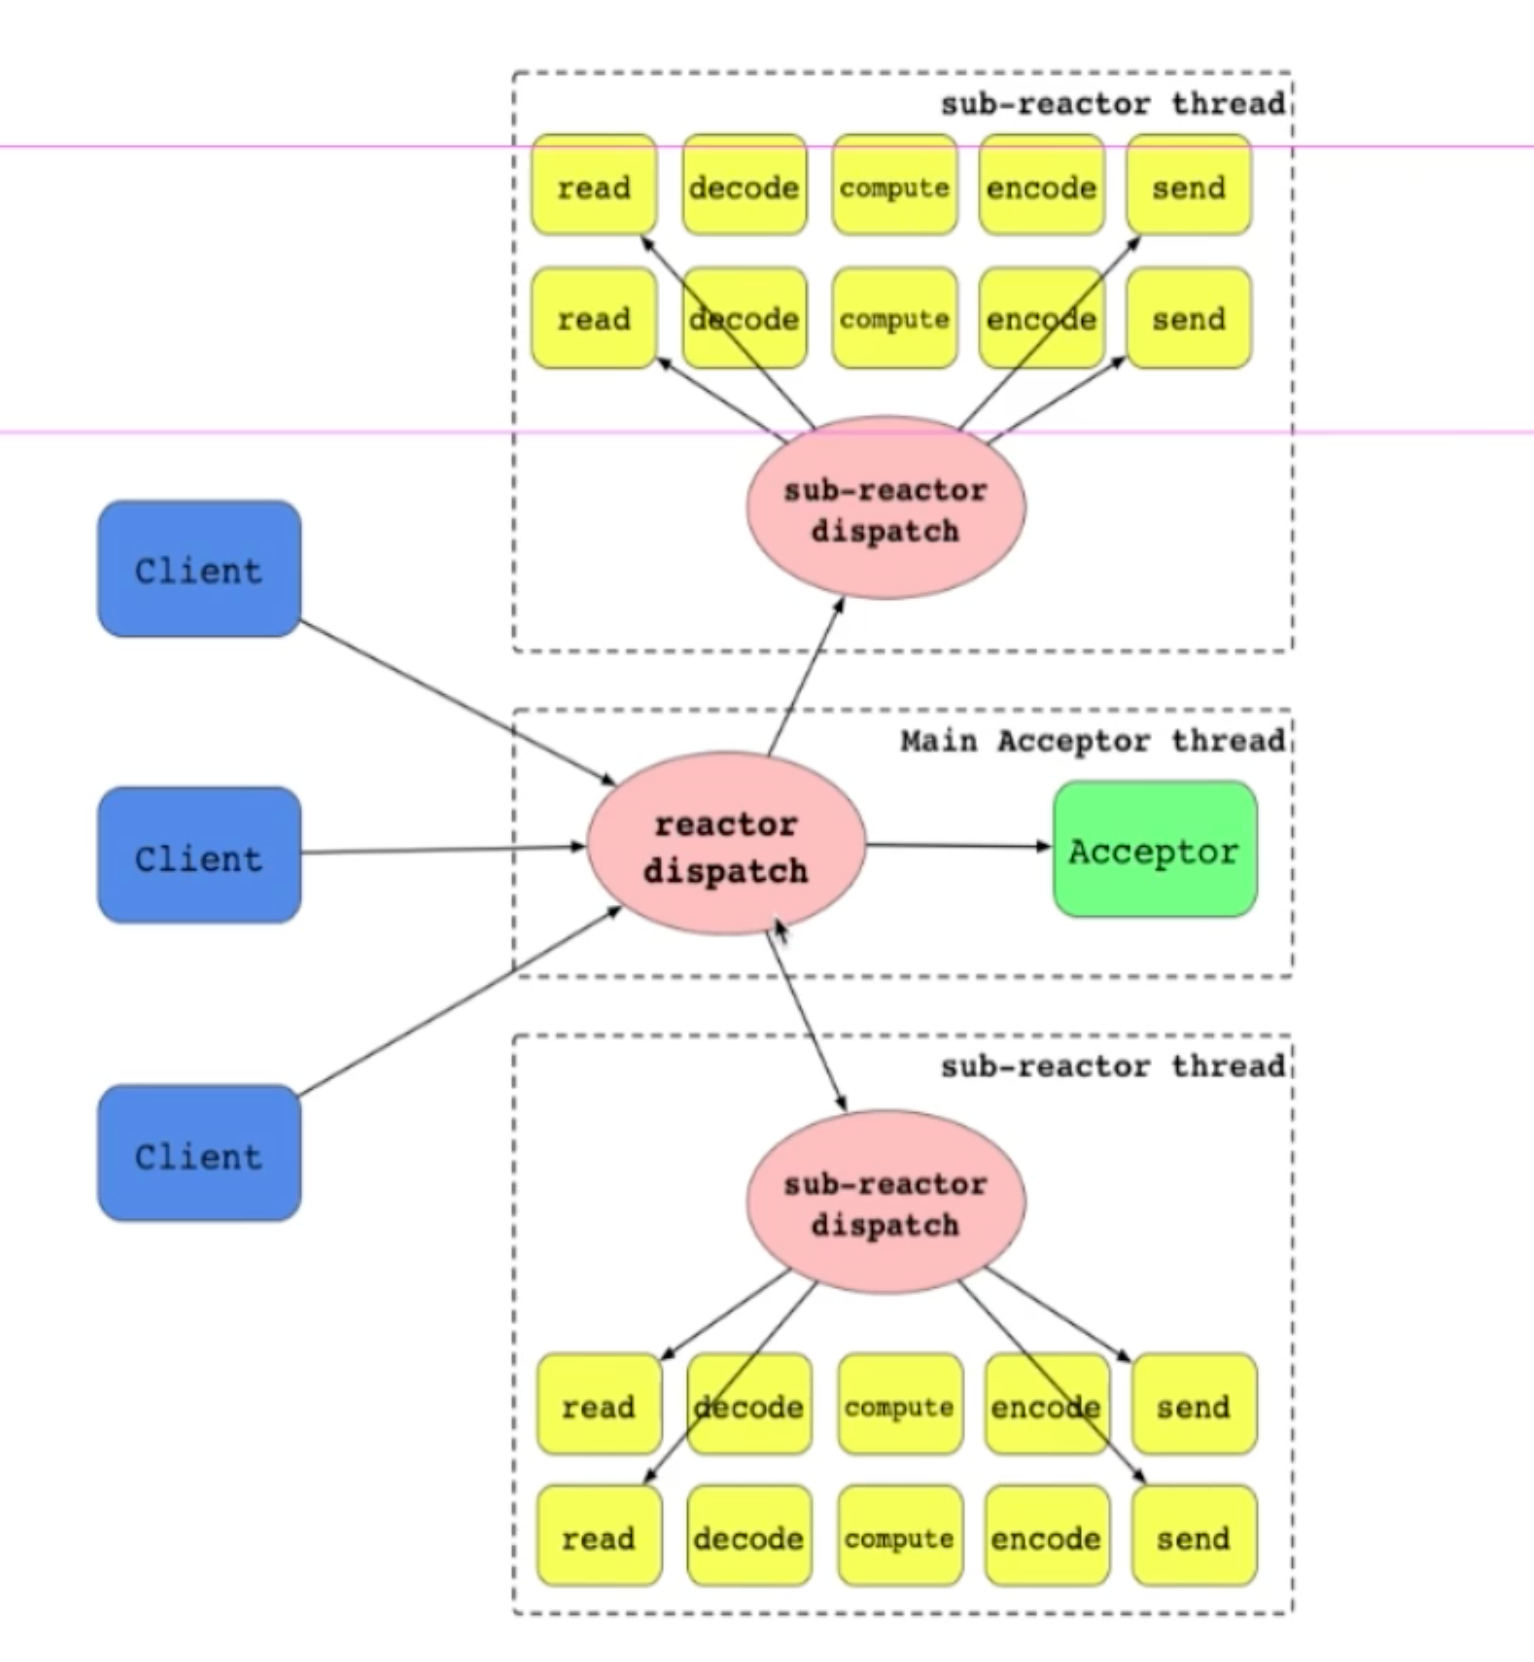 sub-reactor thread
read decode compute encode send
read decode compute encode send
sub-reactor
dispatch
Client
Main Acceptor thread
reactor
dispatch
Acceptor
Client
sub-reactor thread
Client
sub-reactor
dispatch
read decode compute encode send
read decode compute encode send